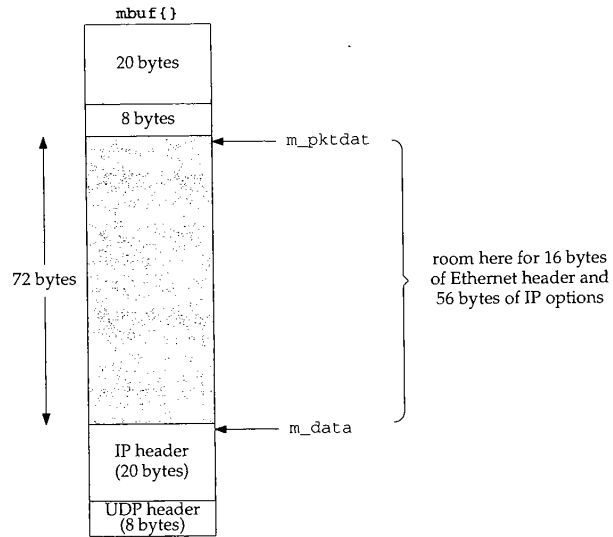 mbuf{}
20 bytes
8 bytes
m_pktdat
72 bytes
room here for 16 bytes
of Ethernet header and
56 bytes of IP options
m_data
IP header
(20 bytes)
UDP header
(8 bytes)